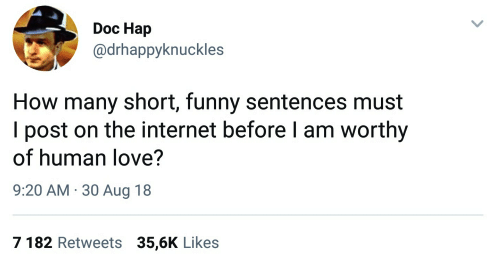 Doc Hap
@drhappyknuckles
How many short, funny sentences must
I post on the internet before I am worthy
of human love?
9:20 AM · 30 Aug 18
7 182 Retweets 35,6K Likes